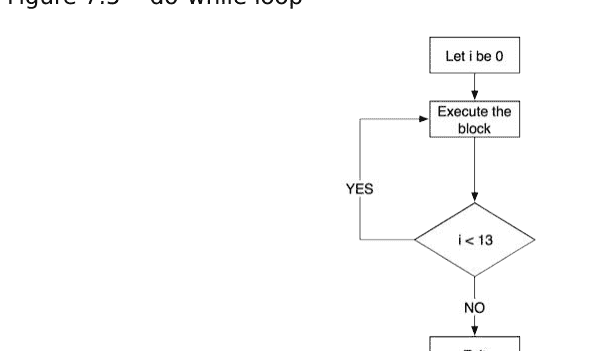 Figure 7.3 do-while loop
Let i be 0
Execute the
block
YES
i < 13
NO